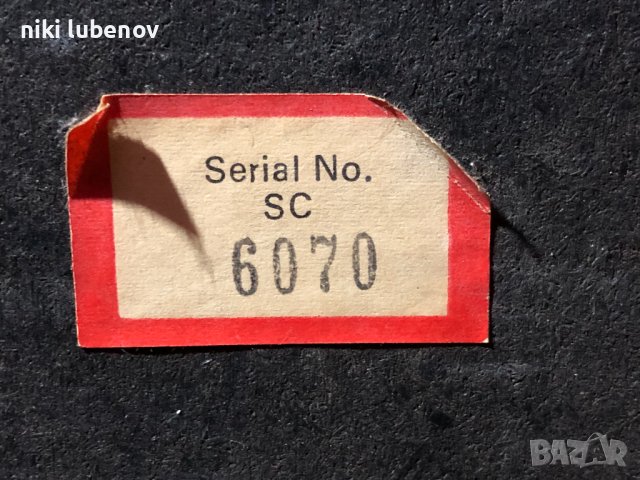 niki lubenov
Serial No.
SC
6070
BAZAR